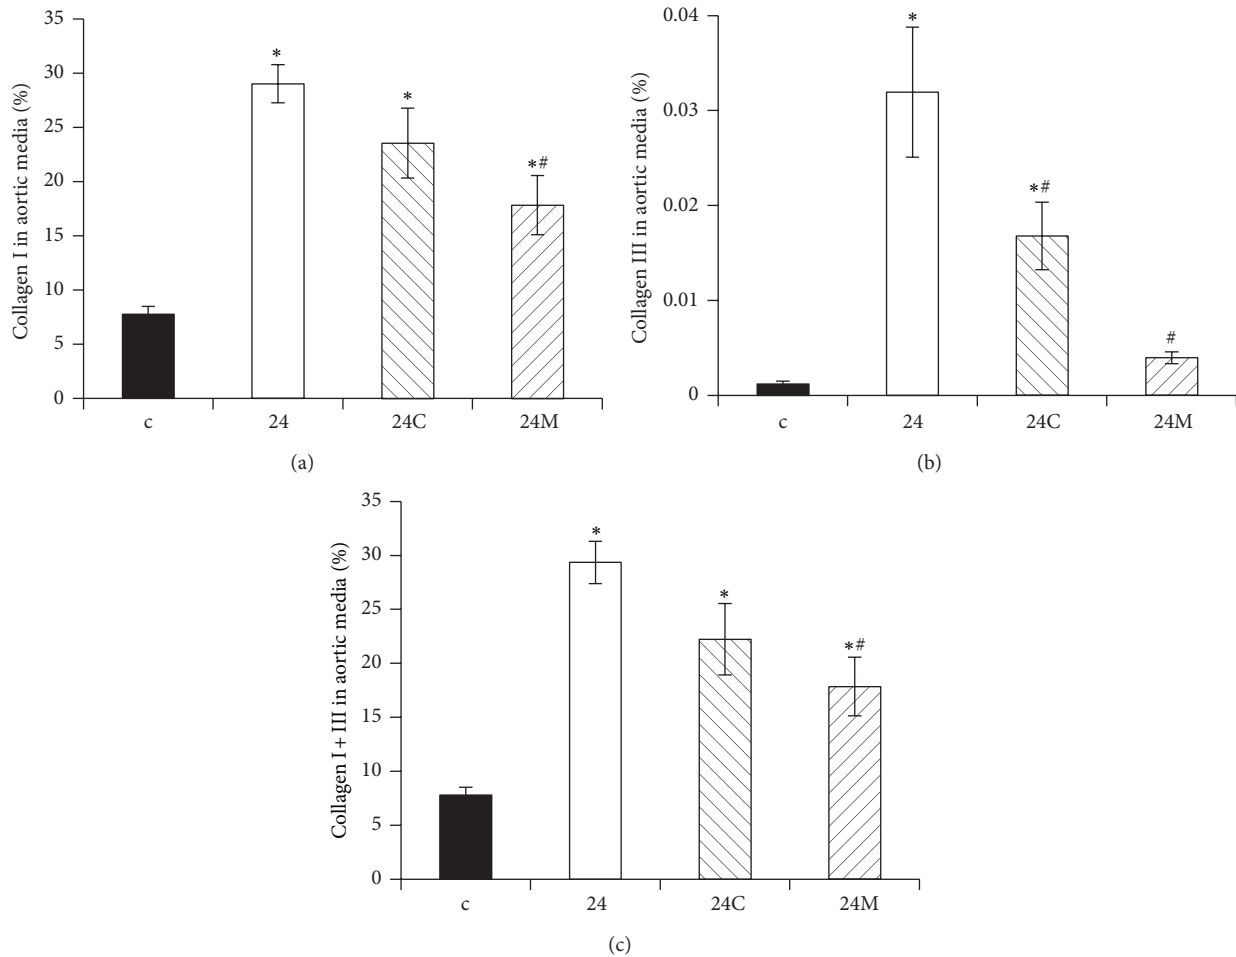 35
30
25
20
15
10
5
0
Collagen I in aortic media (%)
*
*
*#
c
24
24C
24M
(a)
0.04
0.03
0.02
0.01
0
Collagen III in aortic media (%)
*
*#
#
c
24
24C
24M
(b)
35
30
25
20
15
10
5
0
Collagen I + III in aortic media (%)
*
*
*#
c
24
24C
24M
(c)